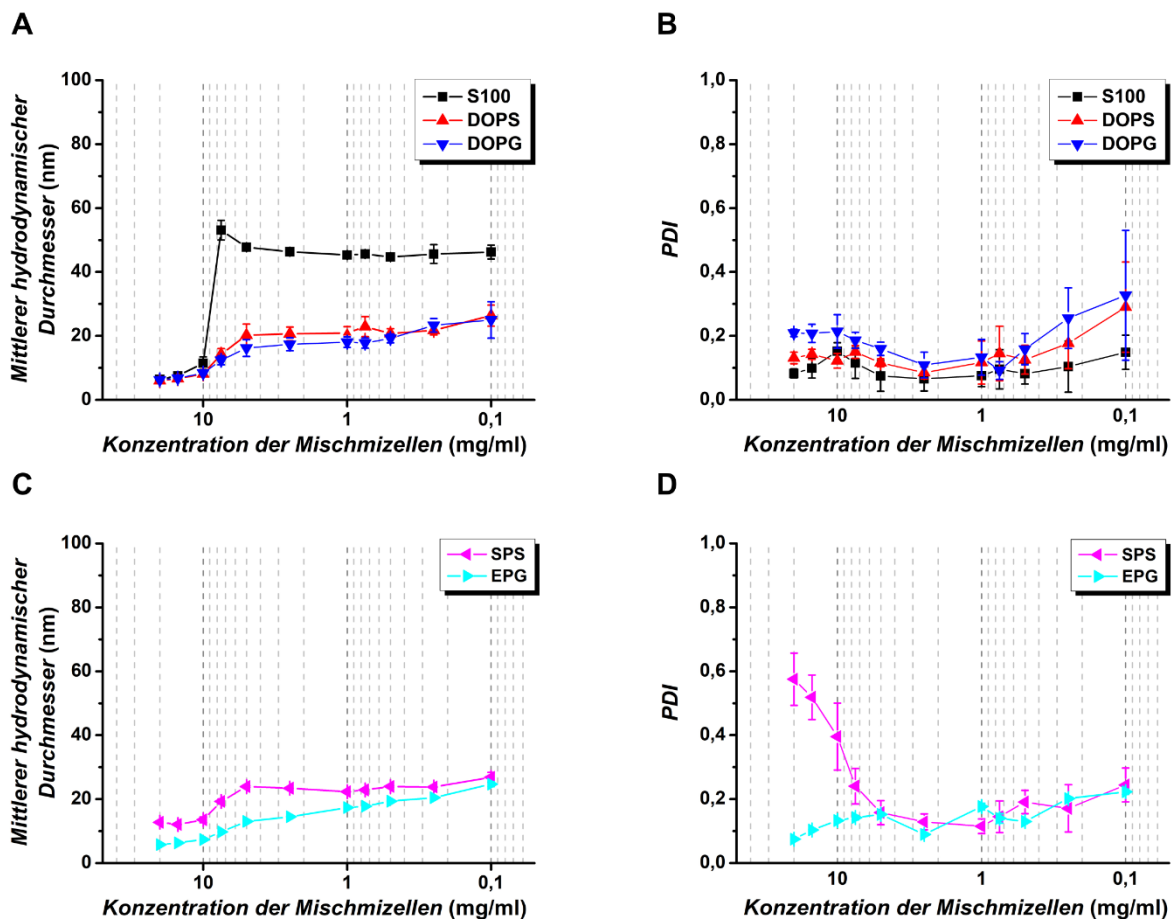 A
Mittlerer hydrodynamischer
Durchmesser (nm)
100
80
60
40
20
0
S100
DOPS
DOPG
10
1
0,1
Konzentration der Mischmizellen (mg/ml)
B
PDI
1,0
0,8
0,6
0,4
0,2
0,0
S100
DOPS
DOPG
10
1
0,1
Konzentration der Mischmizellen (mg/ml)
C
Mittlerer hydrodynamischer
Durchmesser (nm)
100
80
60
40
20
0
SPS
EPG
10
1
0,1
Konzentration der Mischmizellen (mg/ml)
D
PDI
1,0
0,8
0,6
0,4
0,2
0,0
SPS
EPG
10
1
0,1
Konzentration der Mischmizellen (mg/ml)